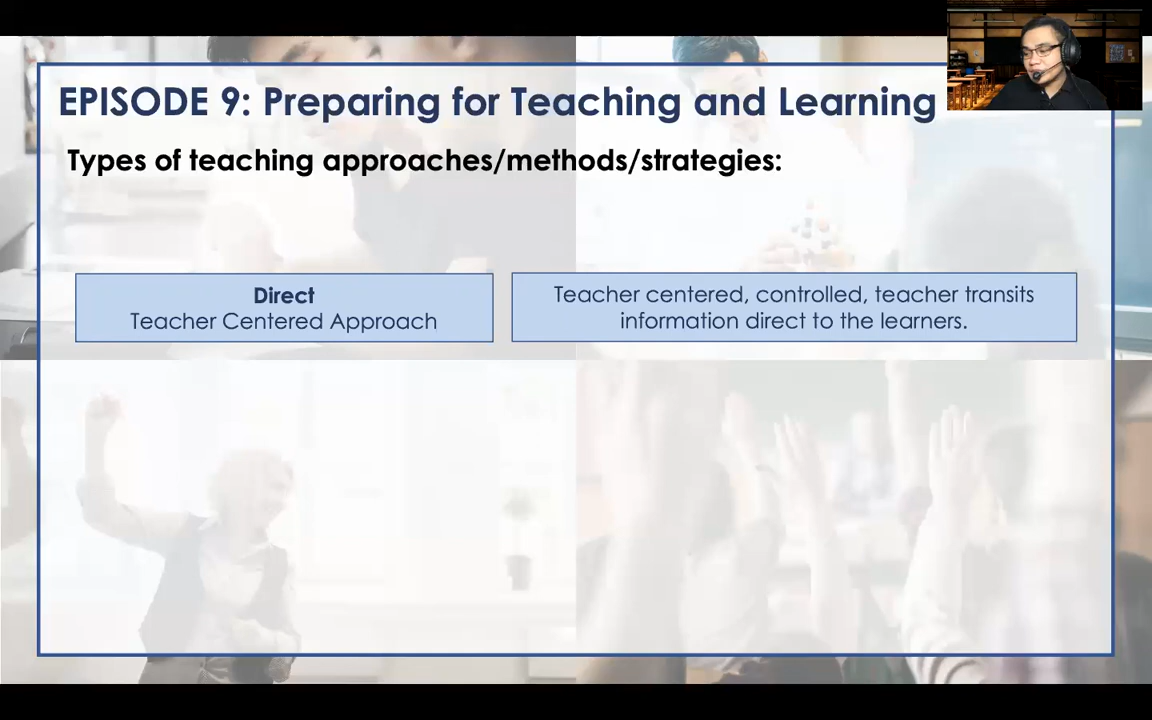 EPISODE 9: Preparing for Teaching and Learning
Types of teaching approaches/methods/strategies:
Direct
Teacher Centered Approach
Teacher centered, controlled, teacher transits
information direct to the learners.